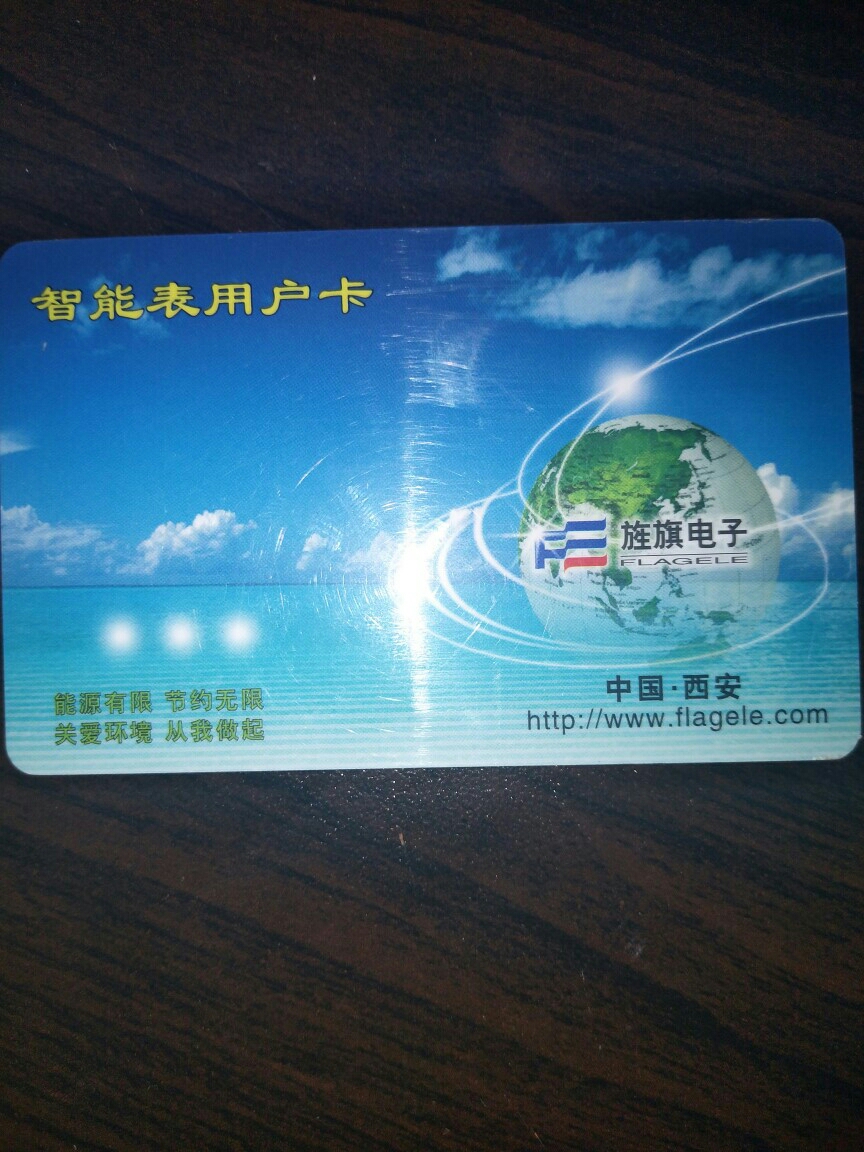 智能表用户卡
旌旗电子
FLAGELE
能源有限 节约无限
关爱环境 从我做起
中国·西安
http://www.flagele.com